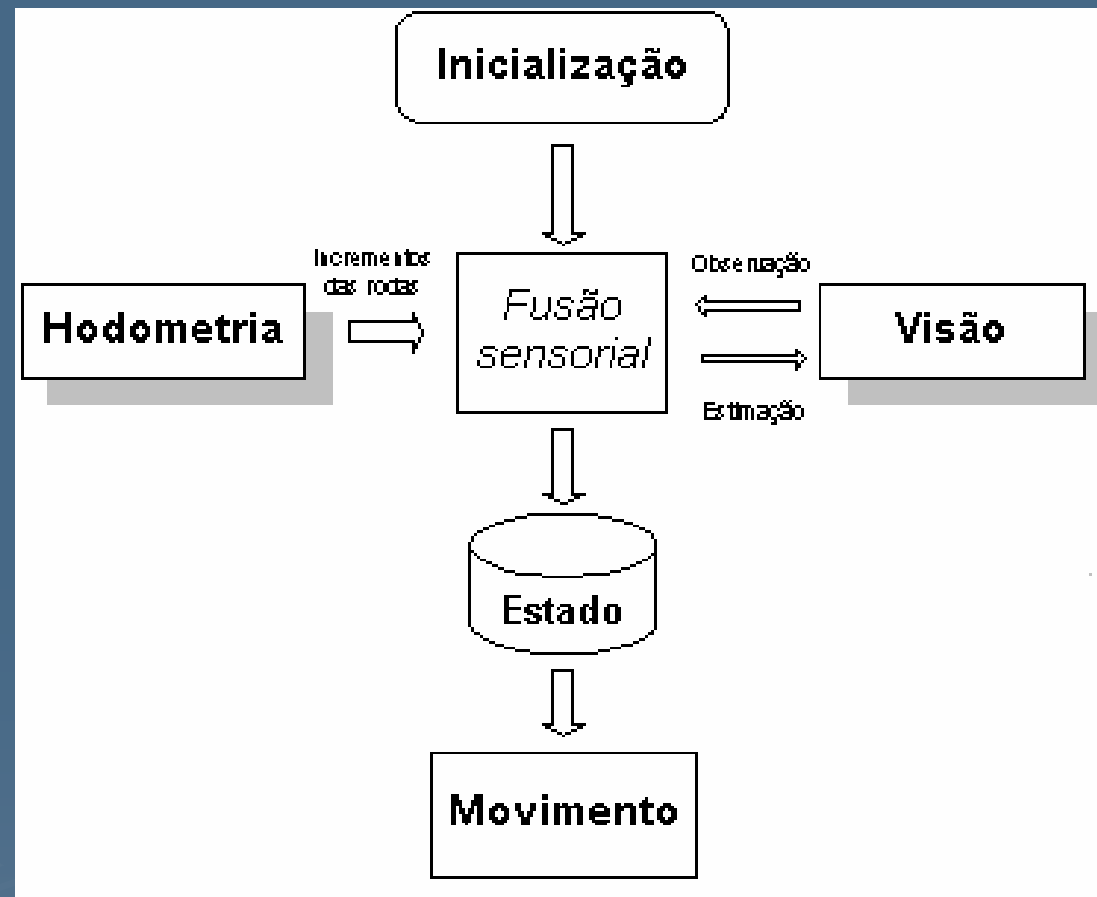 Inicialização
Incrementos
das rodas
Observação
Hodometria
Fusão
sensorial
Visão
Estimação
Estado
Movimento